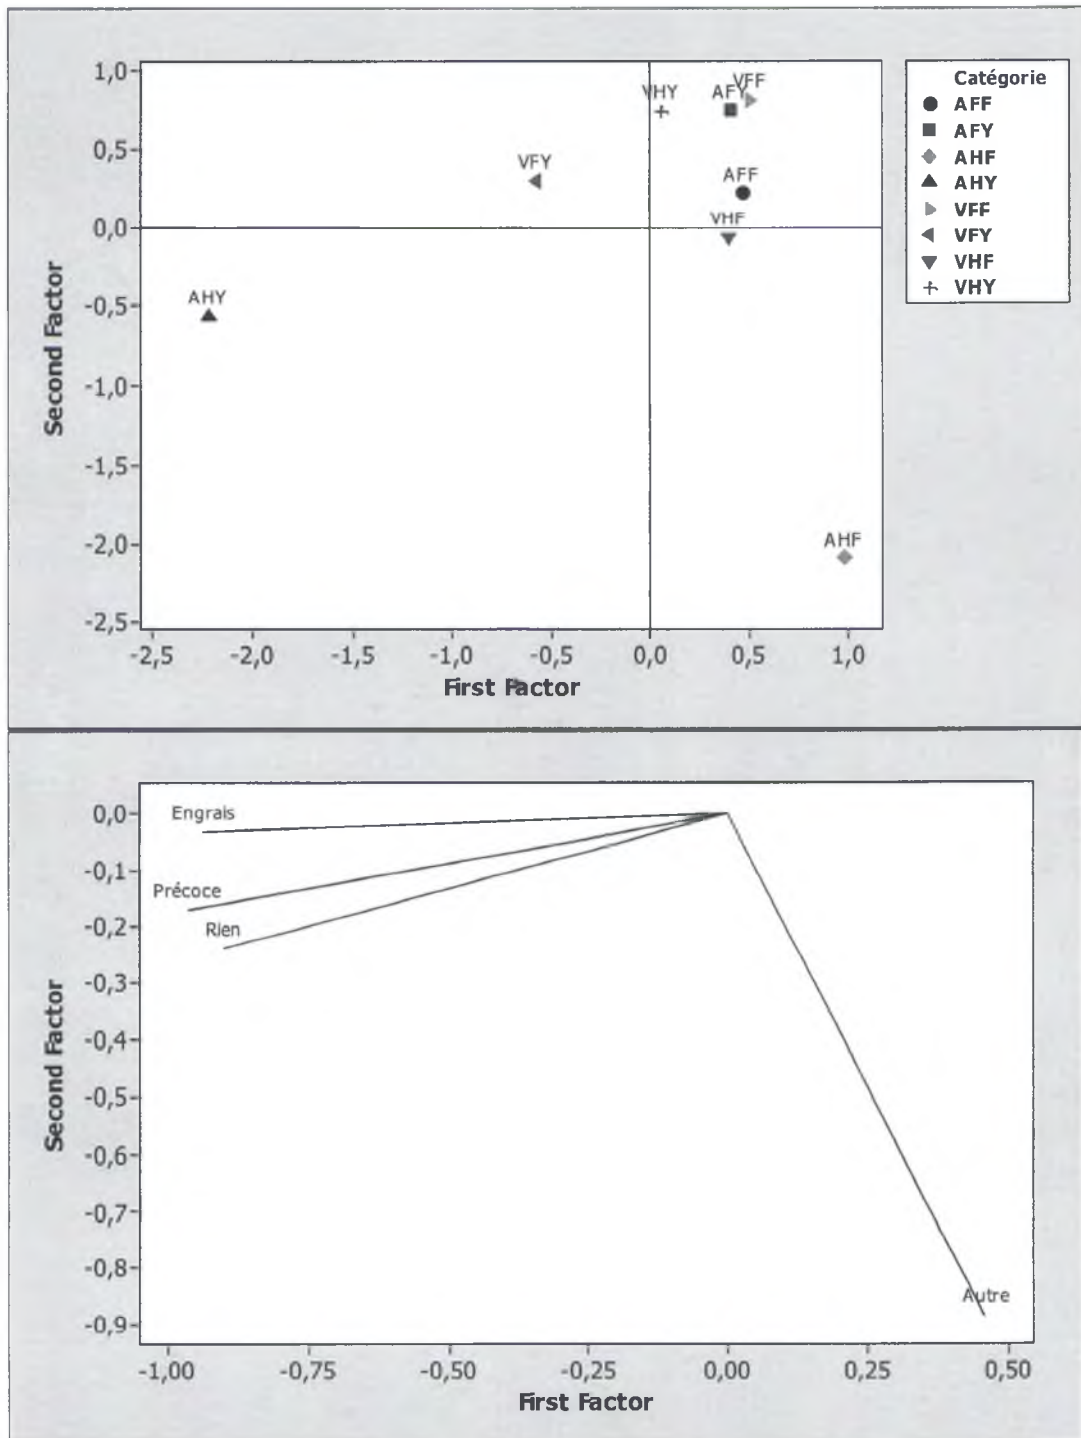 1,0
0,5
0,0
-0,5
-1,0
-1,5
-2,0
-2,5
Second Factor
VHY
AFY
VFF
VFY
AFF
VHF
AHY
AHF
-2,5 -2,0 -1,5 -1,0 -0,5 0,0 0,5 1,0
First Factor
Catégorie
AFF
AFY
AHF
AHY
VFF
VFY
VHF
VHY
0,0
-0,1
-0,2
-0,3
-0,4
-0,5
-0,6
-0,7
-0,8
-0,9
Second Factor
Engrais
Précoce
Rien
Autre
-1,00 -0,75 -0,50 -0,25 0,00 0,25 0,50
First Factor